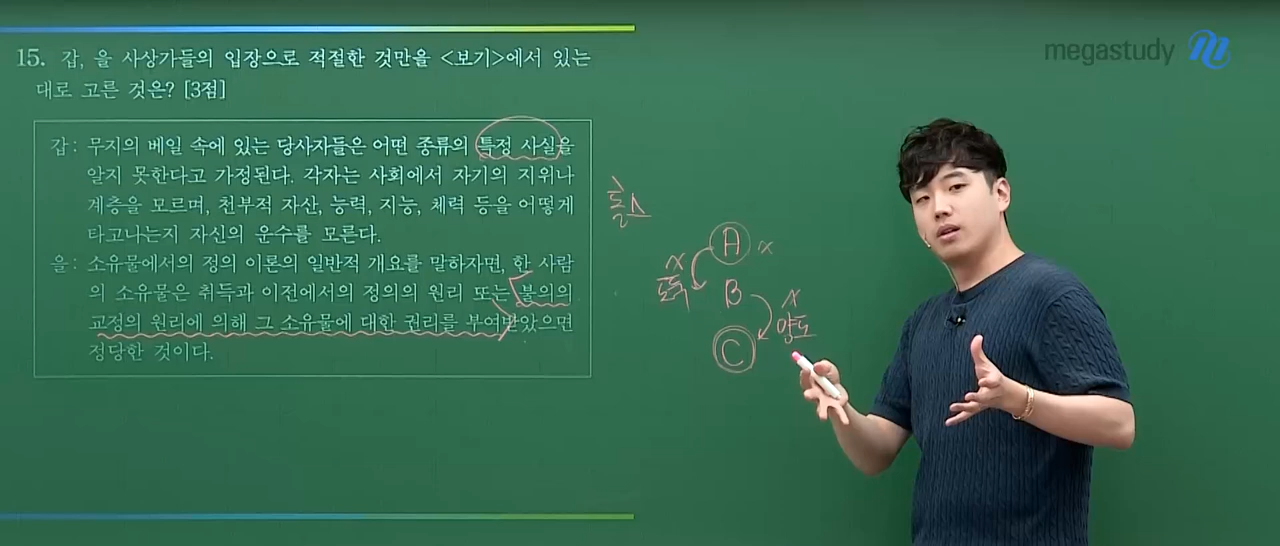 megastudy
15. 갑, 을 사상가들의 입장으로 적절한 것만을 <보기>에서 있는
대로 고른 것은? [3점]
갑: 무지의 베일 속에 있는 당사자들은 어떤 종류의 특정 사실을
알지 못한다고 가정된다. 각자는 사회에서 자기의 지위나
계층을 모르며, 천부적 자산, 능력, 지능, 체력 등을 어떻게
타고나는지 자신의 운수를 모른다.
을: 소유물에서의 정의 이론의 일반적 개요를 말하자면, 한 사람
의 소유물은 취득과 이전에서의 정의의 원리 또는 불의의
교정의 원리에 의해 그 소유물에 대한 권리를 부여받았으면
정당한 것이다.
A x
x
도둑
B
x
양도
C